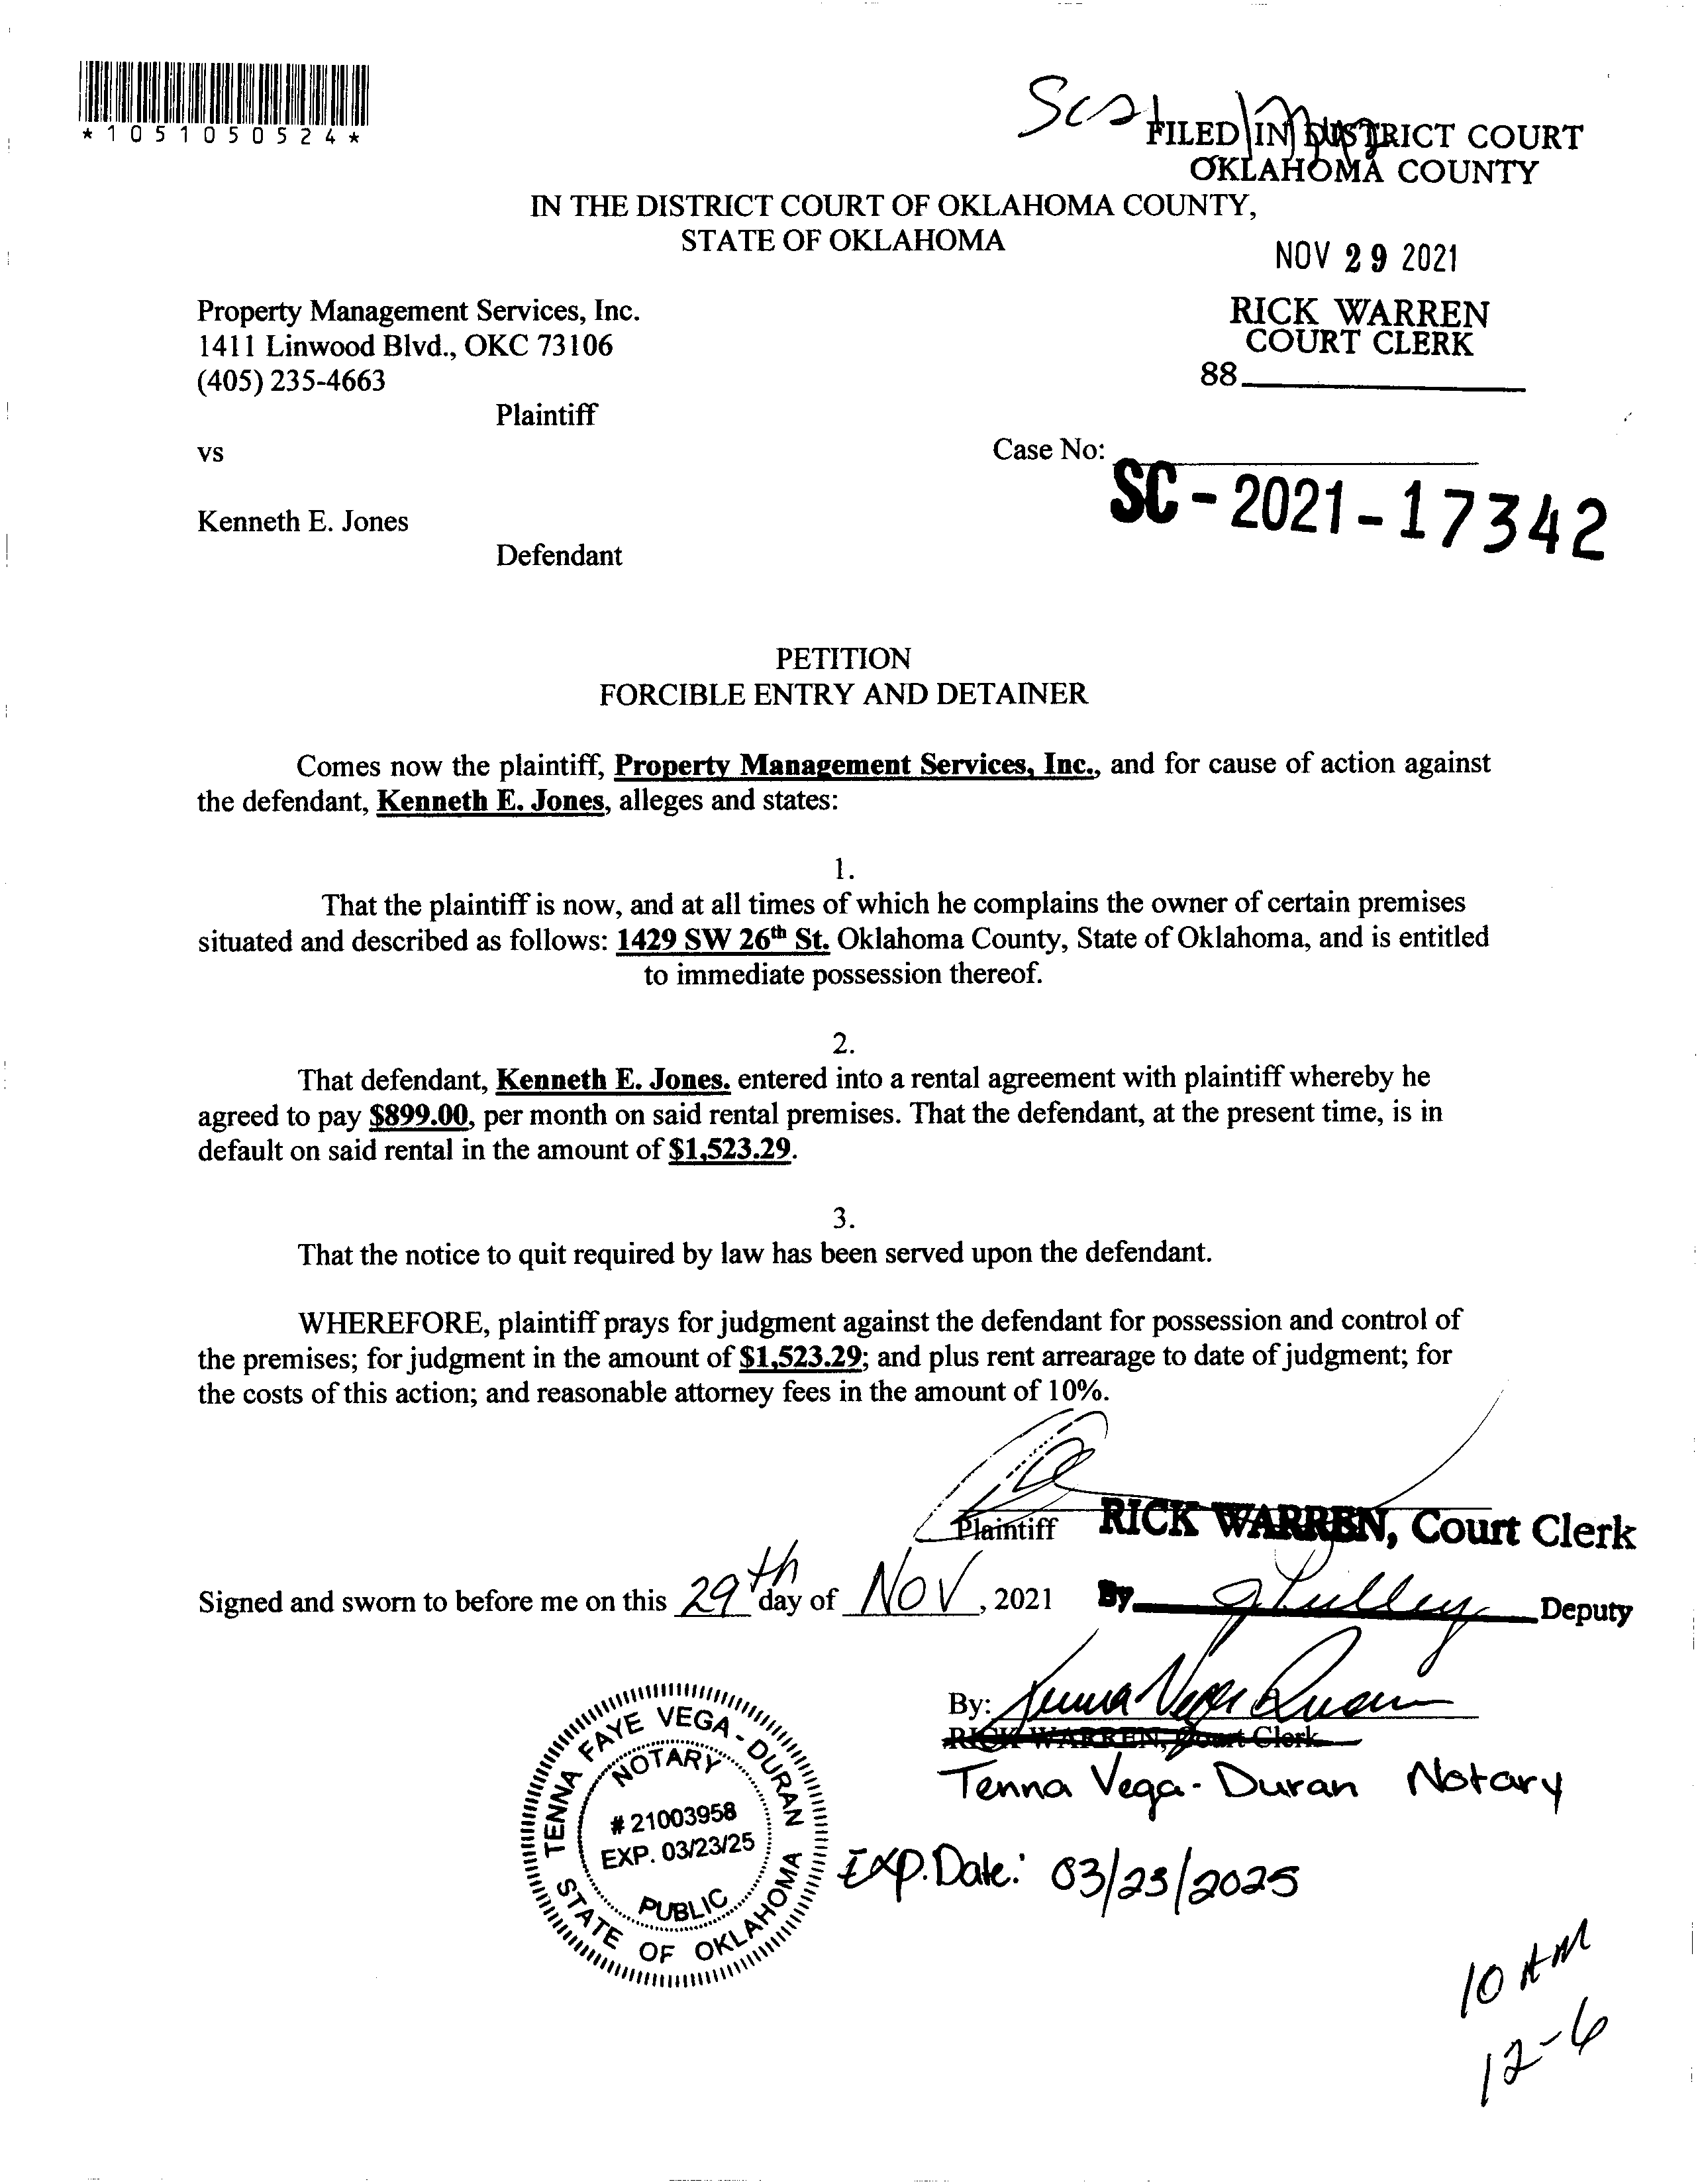 *1051050524*
FILED IN DISTRICT COURT
OKLAHOMA COUNTY
IN THE DISTRICT COURT OF OKLAHOMA COUNTY,
STATE OF OKLAHOMA
NOV 29 2021
Property Management Services, Inc.
1411 Linwood Blvd., OKC 73106
(405) 235-4663
RICK WARREN
COURT CLERK
88
Plaintiff
vs
Case No:
SC-2021-17342
Kenneth E. Jones
Defendant
PETITION
FORCIBLE ENTRY AND DETAINER
Comes now the plaintiff, Property Management Services, Inc., and for cause of action against
the defendant, Kenneth E. Jones, alleges and states:
1.
That the plaintiff is now, and at all times of which he complains the owner of certain premises
situated and described as follows: 1429 SW 26th St. Oklahoma County, State of Oklahoma, and is entitled
to immediate possession thereof.
2.
That defendant, Kenneth E. Jones. entered into a rental agreement with plaintiff whereby he
agreed to pay $899.00, per month on said rental premises. That the defendant, at the present time, is in
default on said rental in the amount of $1,523.29.
3.
That the notice to quit required by law has been served upon the defendant.
WHEREFORE, plaintiff prays for judgment against the defendant for possession and control of
the premises; for judgment in the amount of $1,523.29; and plus rent arrearage to date of judgment; for
the costs of this action; and reasonable attorney fees in the amount of 10%.
Plaintiff
RICK WARREN, Court Clerk
Signed and sworn to before me on this 29th day of NOV, 2021
By Deputy
By: Tenna Vega Duran
RICK WARREN, Court Clerk
Tenna Vega-Duran Notary
TENNA FAYE VEGA-DURAN
NOTARY
# 21003958
EXP. 03/23/25
PUBLIC
STATE OF OKLAHOMA
Exp. Date: 03/23/2025
10 AM
12-6